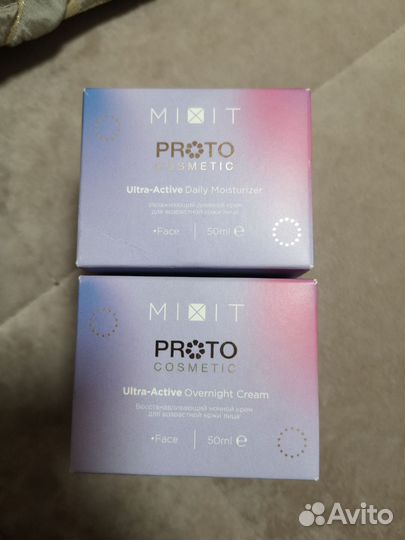 MIXIT
PROTO
COSMETIC
Ultra-Active Daily Moisturizer
Увлажняющий дневной крем
для возрастной кожи лица
•Face | 50ml e
MIXIT
PROTO
COSMETIC
Ultra-Active Overnight Cream
Восстанавливающий ночной крем
для возрастной кожи лица
•Face | 50ml e
Avito